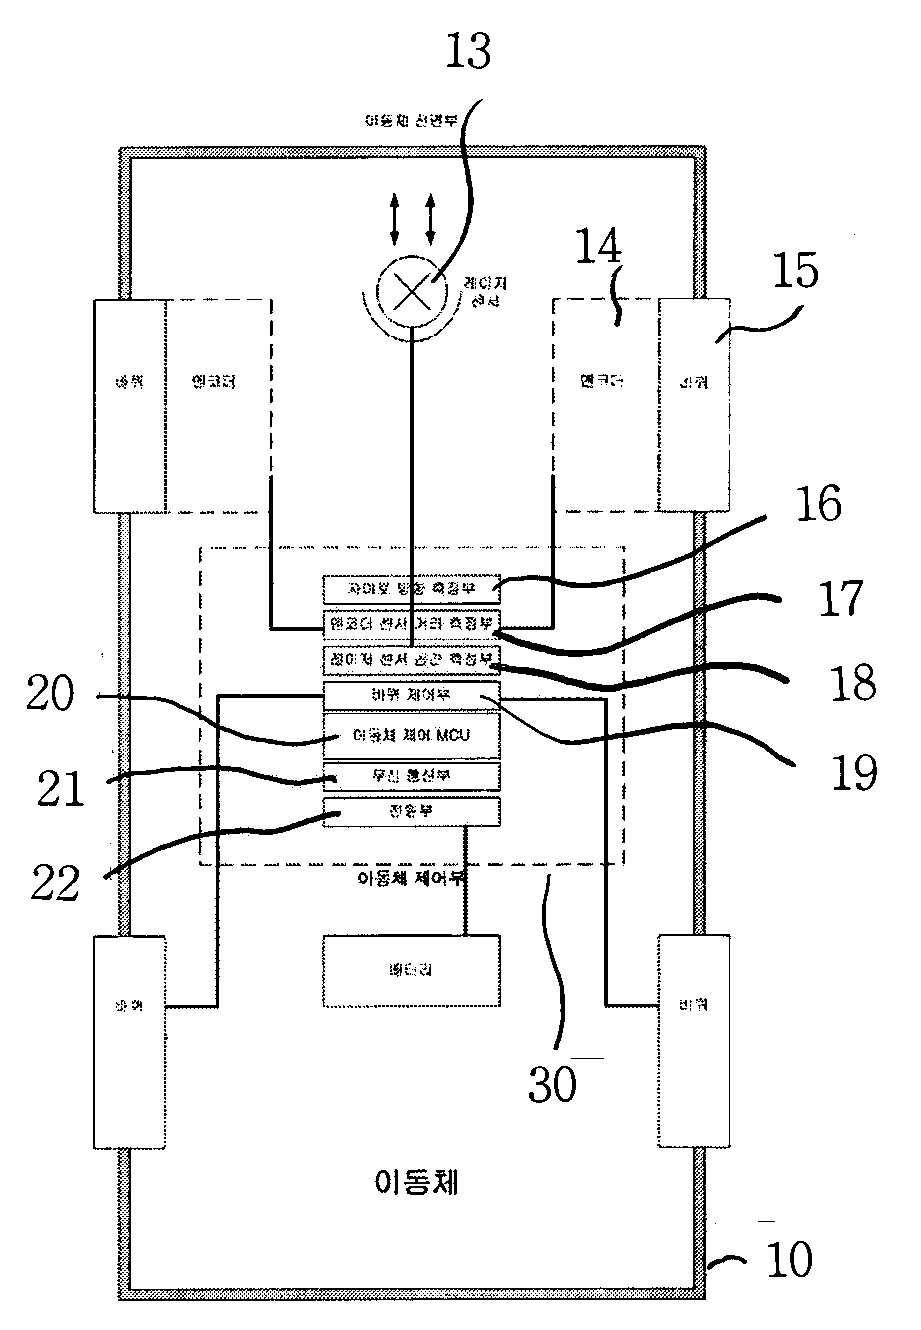 13
이동체 전면부
14
15
레이저
센서
바퀴
엔코더
엔코더
바퀴
16
자이로 방향 측정부
17
엔코더 센서 거리 측정부
레이저 센서 공간 측정부
18
20
바퀴 제어부
이동체 제어 MCU
19
21
무선 통신부
22
전원부
이동체 제어부
배터리
바퀴
바퀴
30
이동체
10